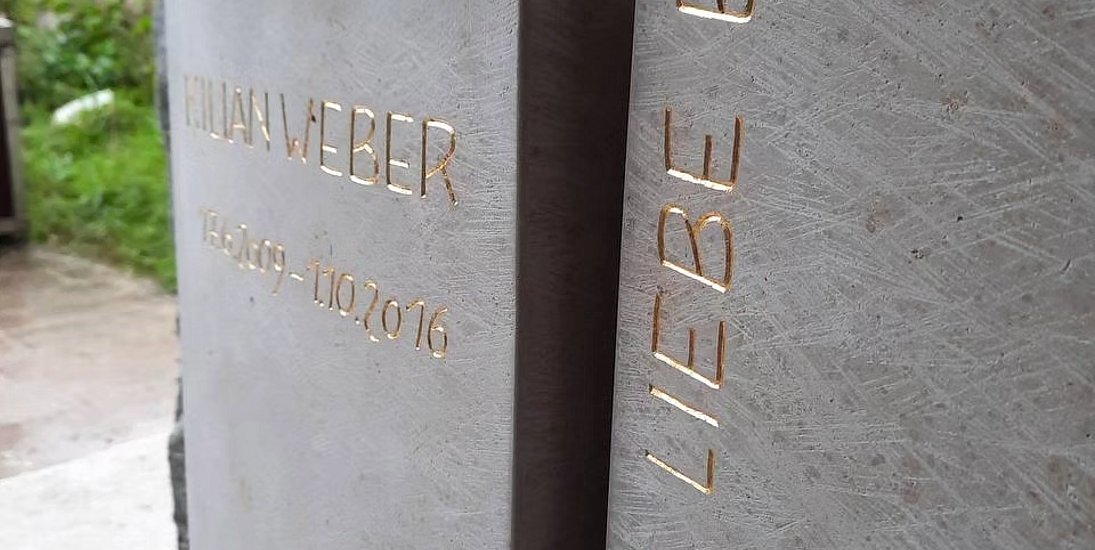 KILIAN WEBER
– 1.10.2016
LIEBE